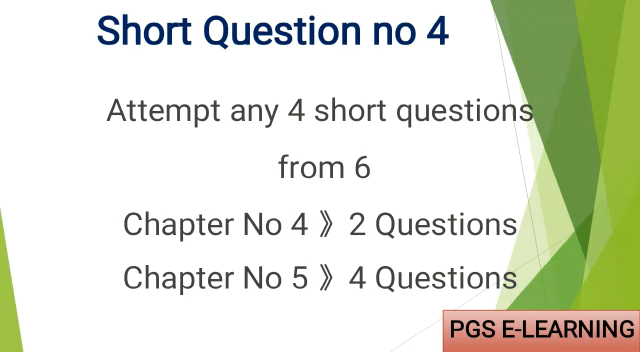 Short Question no 4
Attempt any 4 short questions
from 6
Chapter No 4 》 2 Questions
Chapter No 5 》 4 Questions
PGS E-LEARNING